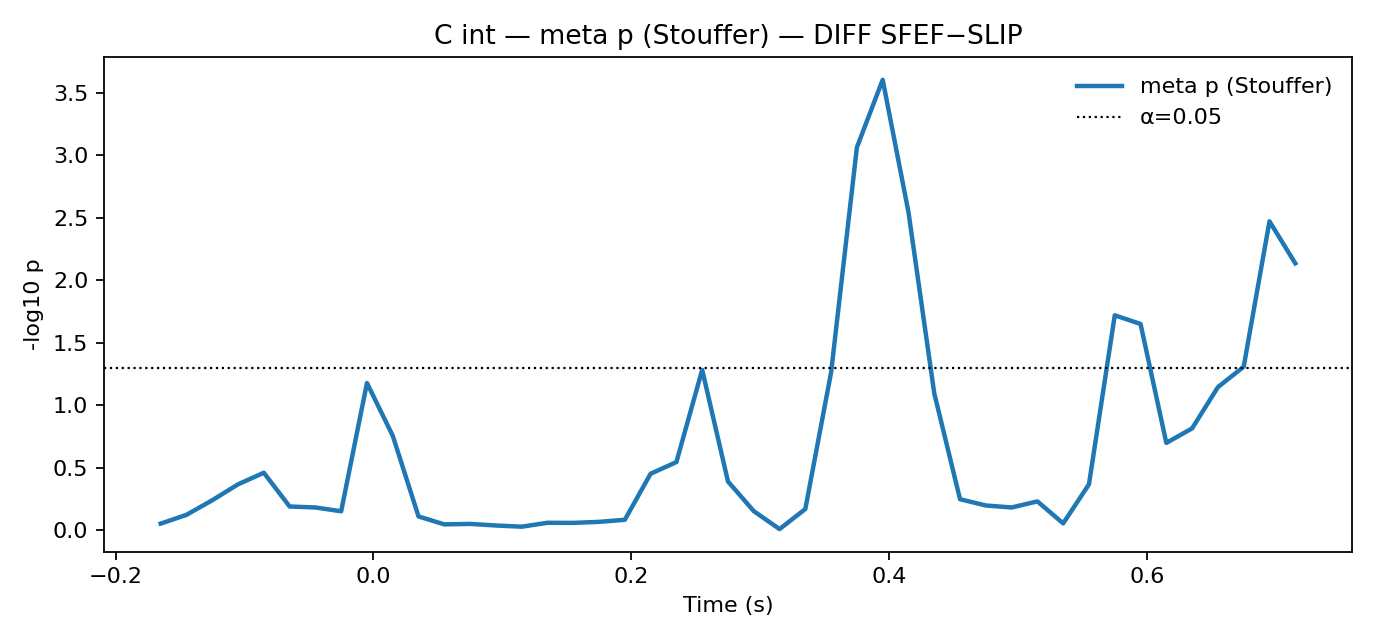 C int — meta p (Stouffer) — DIFF SFEF−SLIP
meta p (Stouffer)
α=0.05
-log10 p
3.5
3.0
2.5
2.0
1.5
1.0
0.5
0.0
−0.2
0.0
0.2
0.4
0.6
Time (s)